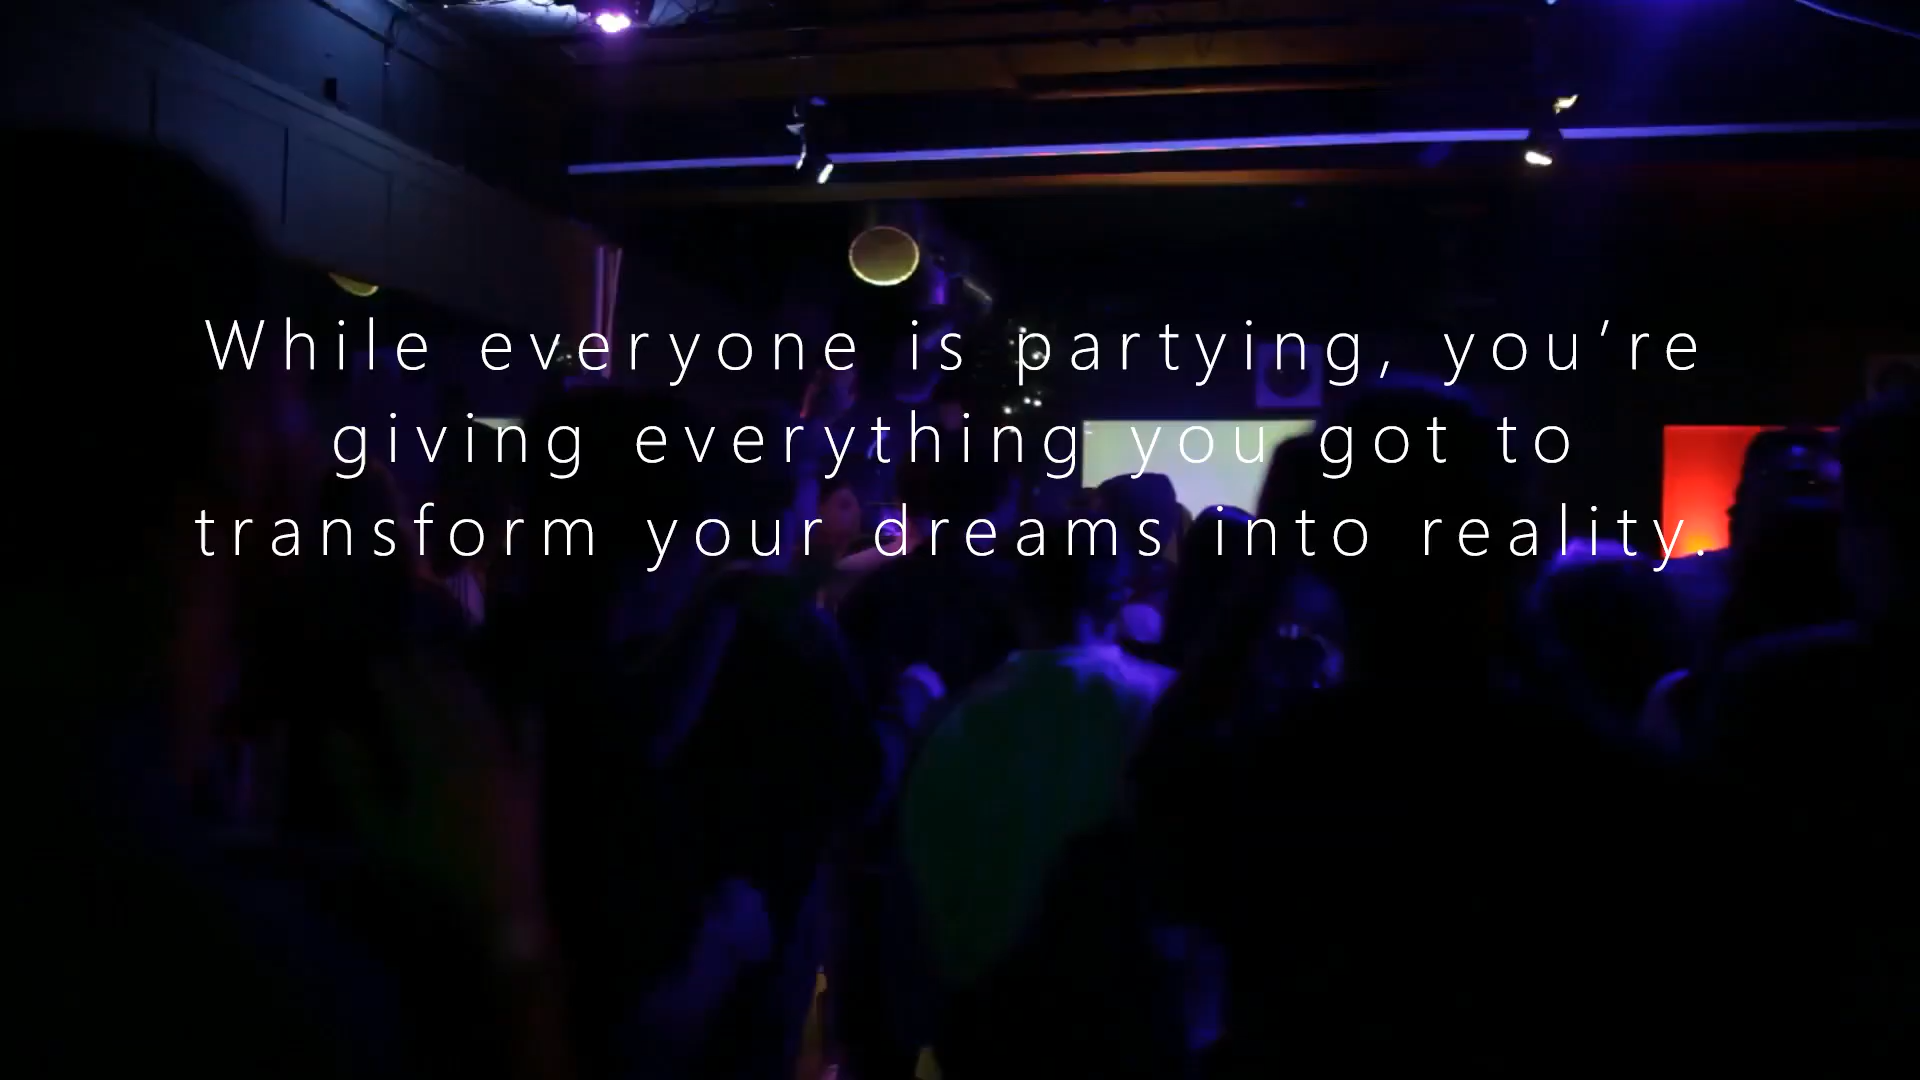 While everyone is partying, you’re
giving everything you got to
transform your dreams into reality.